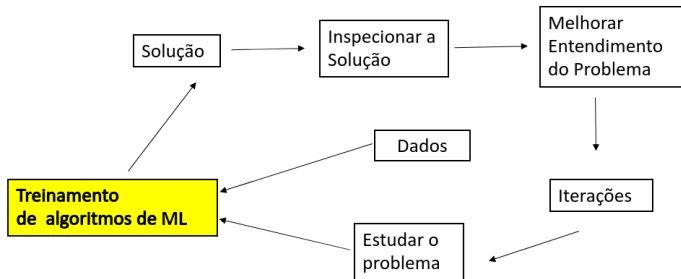 Solução
Inspecionar a
Solução
Melhorar
Entendimento
do Problema
Dados
Treinamento
de algoritmos de ML
Iterações
Estudar o
problema